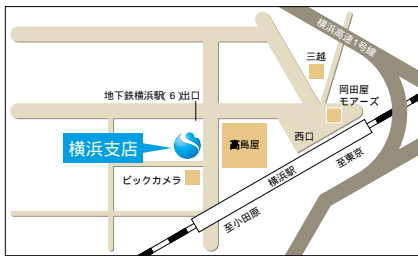 横浜高速1号線
三越
地下鉄横浜駅(6)出口
岡田屋
モアーズ
横浜支店
高島屋
西口
ビックカメラ
横浜駅
至東京
至小田原